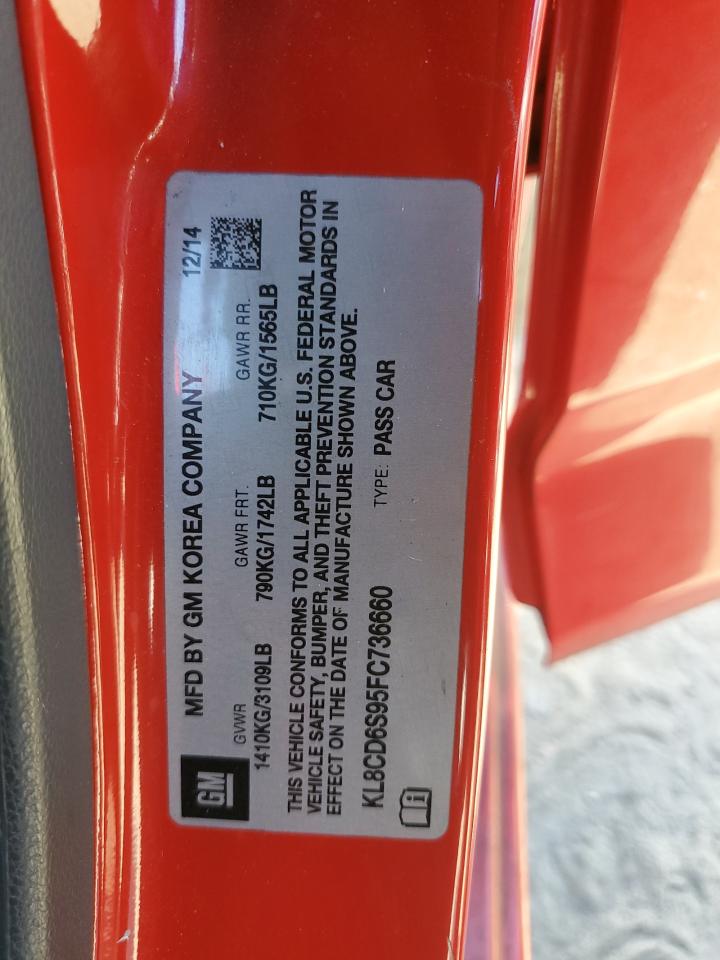 GM
MFD BY GM KOREA COMPANY 12/14
GVWR GAWR FRT. GAWR RR.
1410KG/3109LB 790KG/1742LB 710KG/1565LB
THIS VEHICLE CONFORMS TO ALL APPLICABLE U.S. FEDERAL MOTOR
VEHICLE SAFETY, BUMPER, AND THEFT PREVENTION STANDARDS IN
EFFECT ON THE DATE OF MANUFACTURE SHOWN ABOVE.
KL8CD6S95FC736660 TYPE: PASS CAR